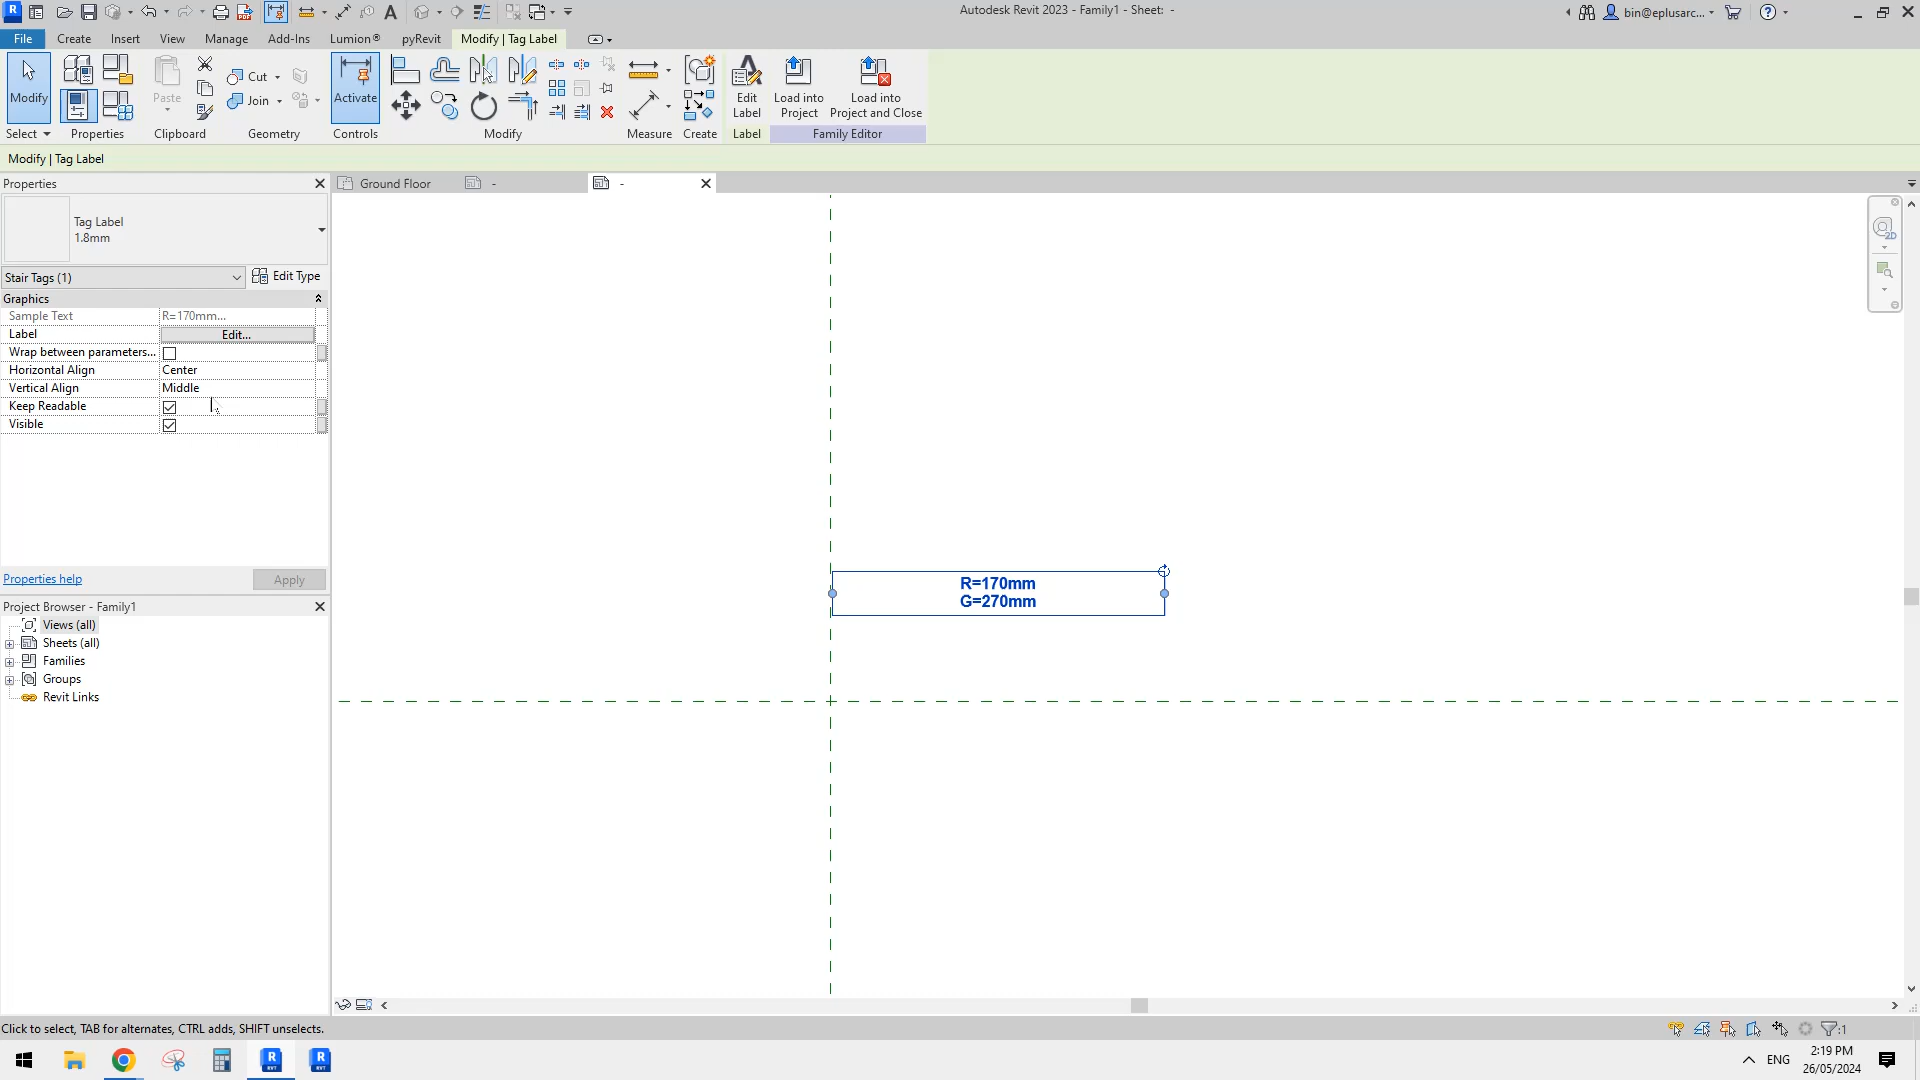 Autodesk Revit 2023 - Family1 - Sheet: -
bin@eplusarc...
File
Create
Insert
View
Manage
Add-Ins
Lumion®
pyRevit
Modify | Tag Label
Modify
Paste
Cut
Join
Activate
Edit
Label
Load into
Project
Load into
Project and Close
Select
Properties
Clipboard
Geometry
Controls
Modify
Measure
Create
Label
Family Editor
Modify | Tag Label
Properties
Ground Floor
-
-
Tag Label
1.8mm
Stair Tags (1)
Edit Type
Graphics
Sample Text
R=170mm...
Label
Edit...
Wrap between parameters...
Horizontal Align
Center
Vertical Align
Middle
Keep Readable
Visible
R=170mm
G=270mm
Properties help
Apply
Project Browser - Family1
Views (all)
Sheets (all)
Families
Groups
Revit Links
Click to select, TAB for alternates, CTRL adds, SHIFT unselects.
:1
ENG
2:19 PM
26/05/2024